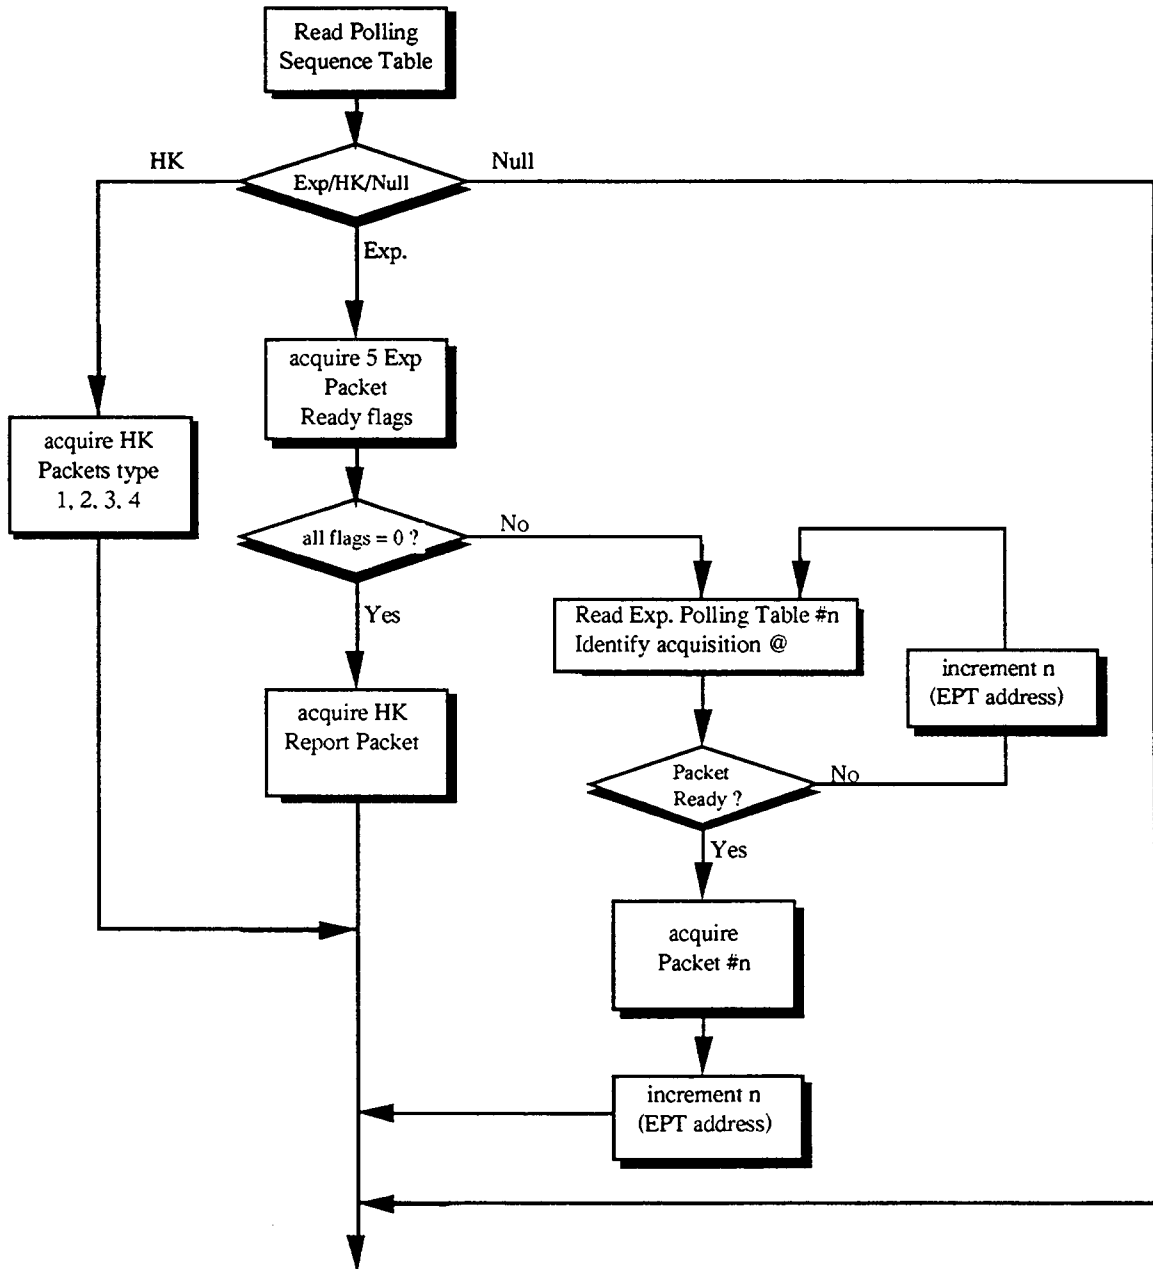 Read Polling
Sequence Table
HK
Null
Exp/HK/Null
Exp.
acquire 5 Exp
Packet
Ready flags
acquire HK
Packets type
1, 2, 3, 4
all flags = 0 ?
No
Yes
Read Exp. Polling Table #n
Identify acquisition @
increment n
(EPT address)
acquire HK
Report Packet
Packet
Ready ?
No
Yes
acquire
Packet #n
increment n
(EPT address)